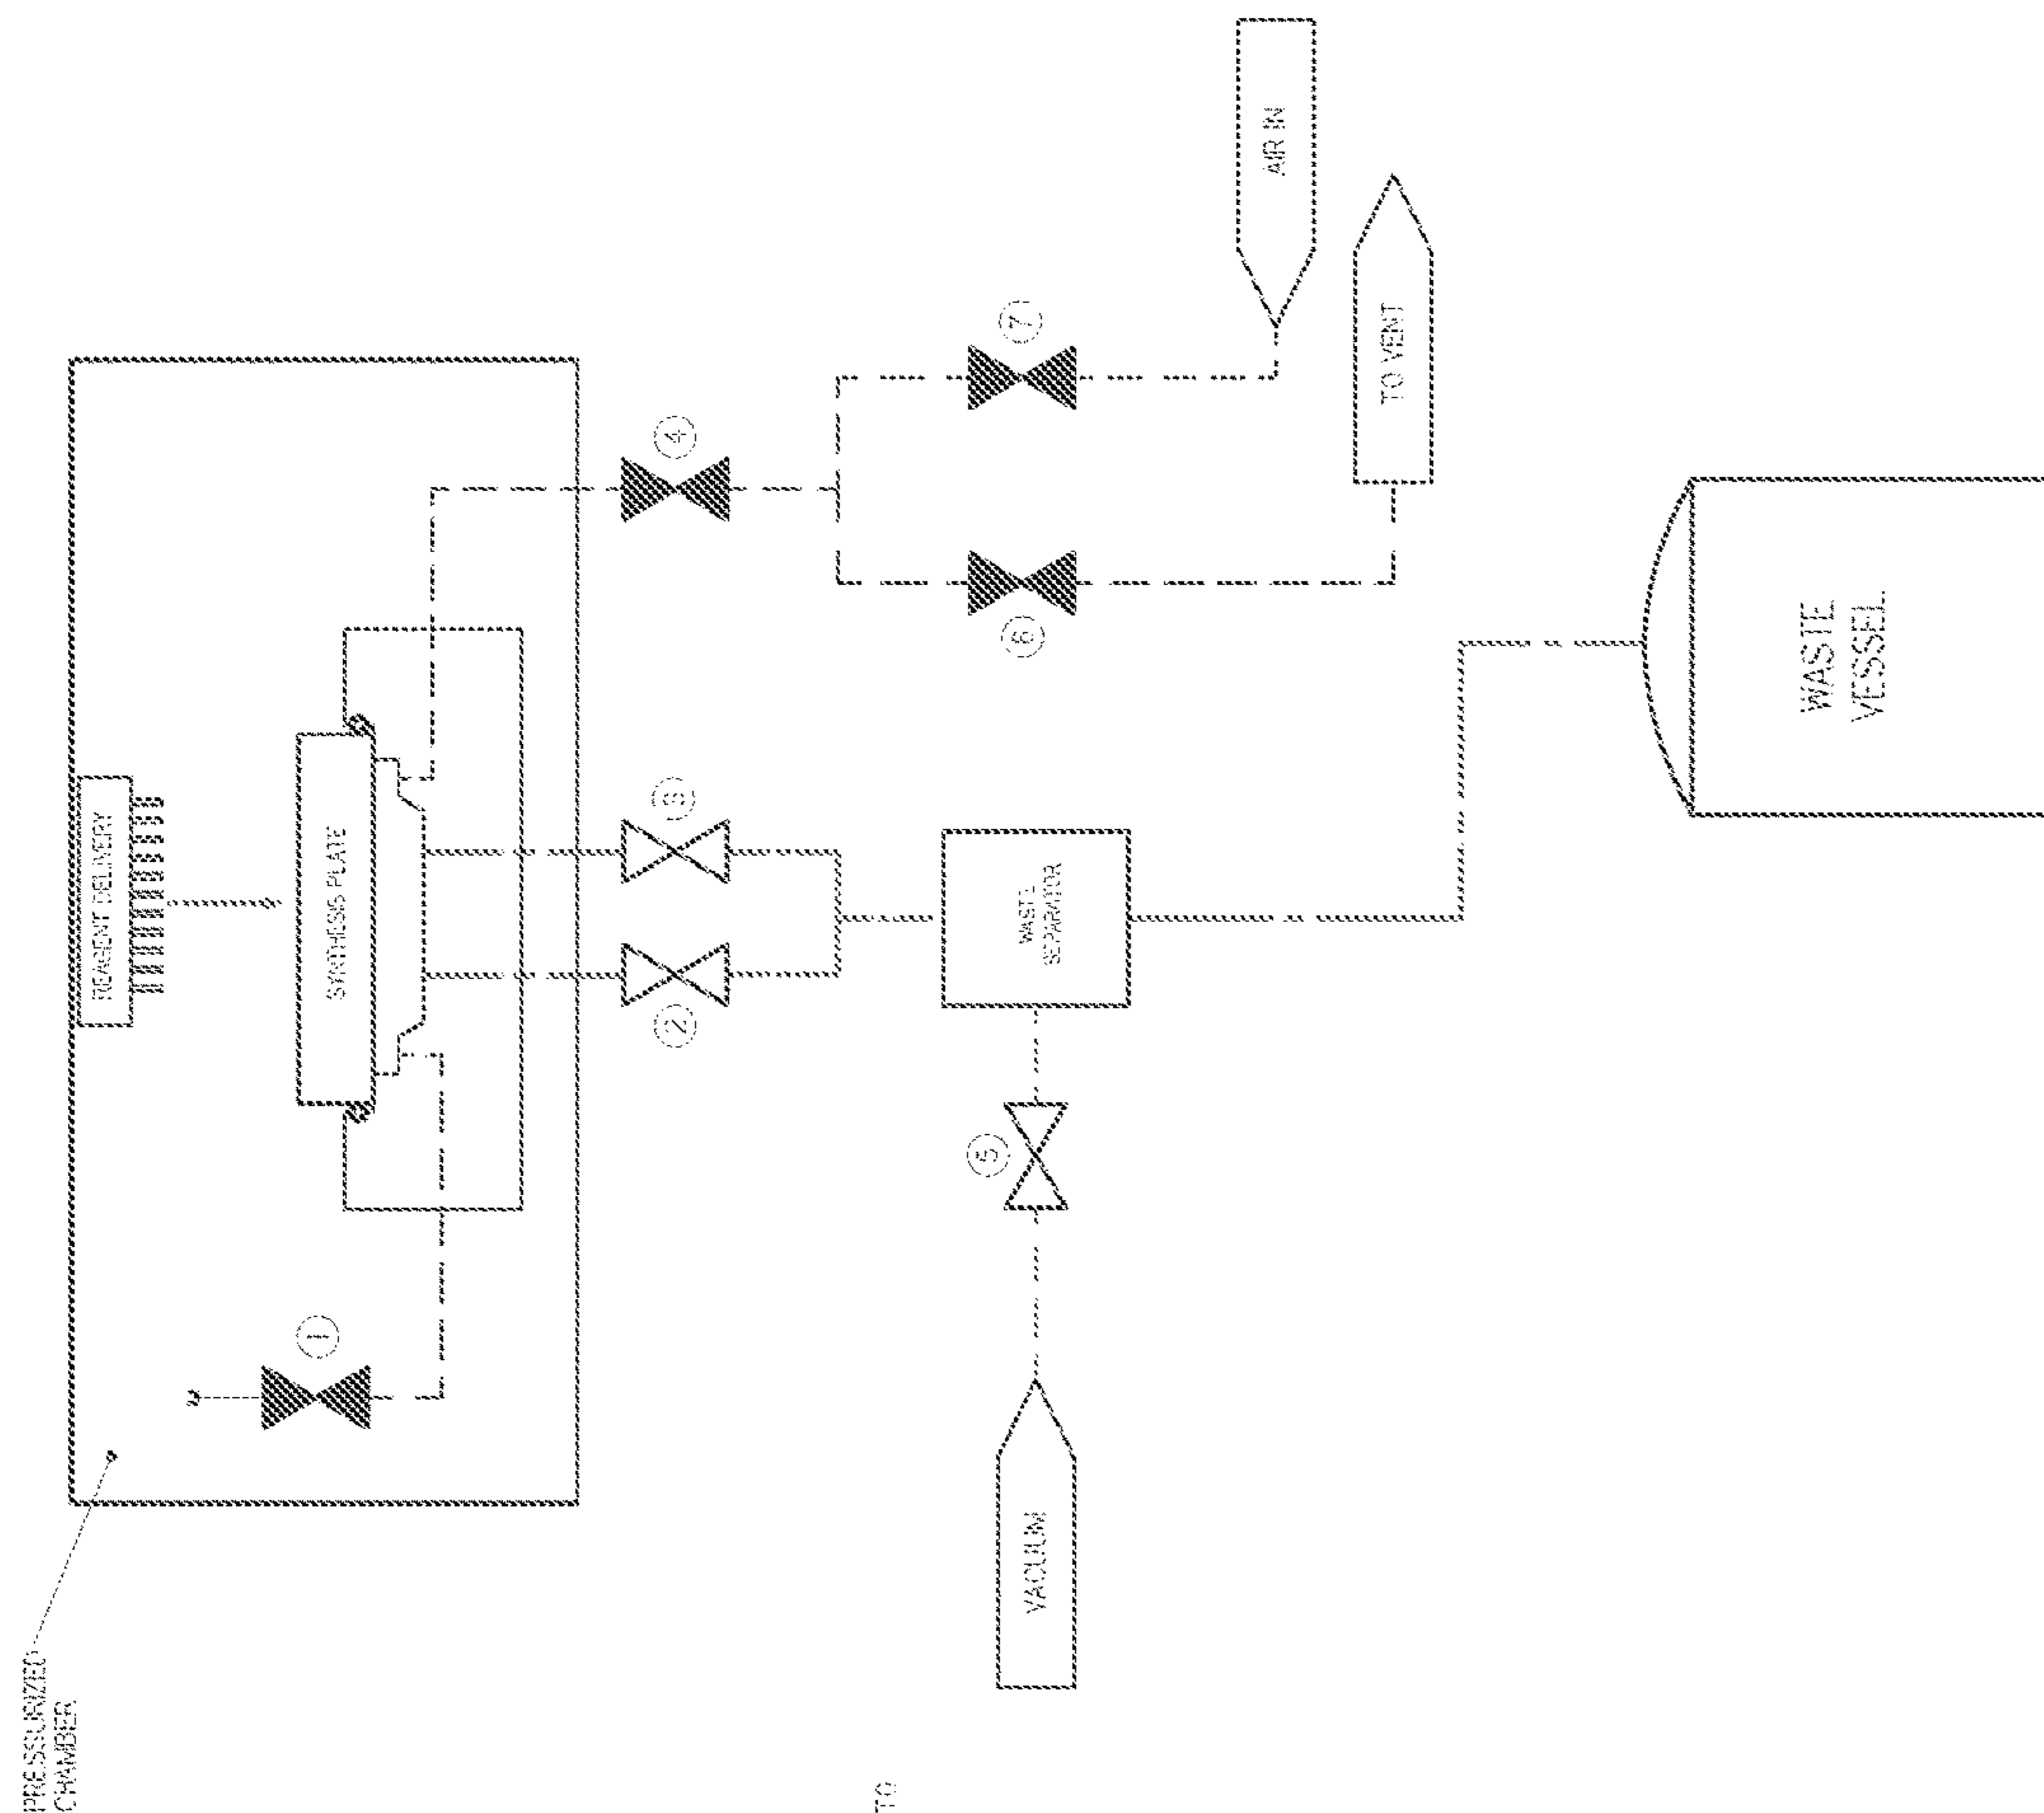 PRESSURIZED
CHAMBER
REAGENT DELIVERY
SYNTHESIS PLATE
1
2
3
4
5
6
7
WASTE
SEPARATOR
VACUUM
AIR IN
TO VENT
WASTE
VESSEL
TO